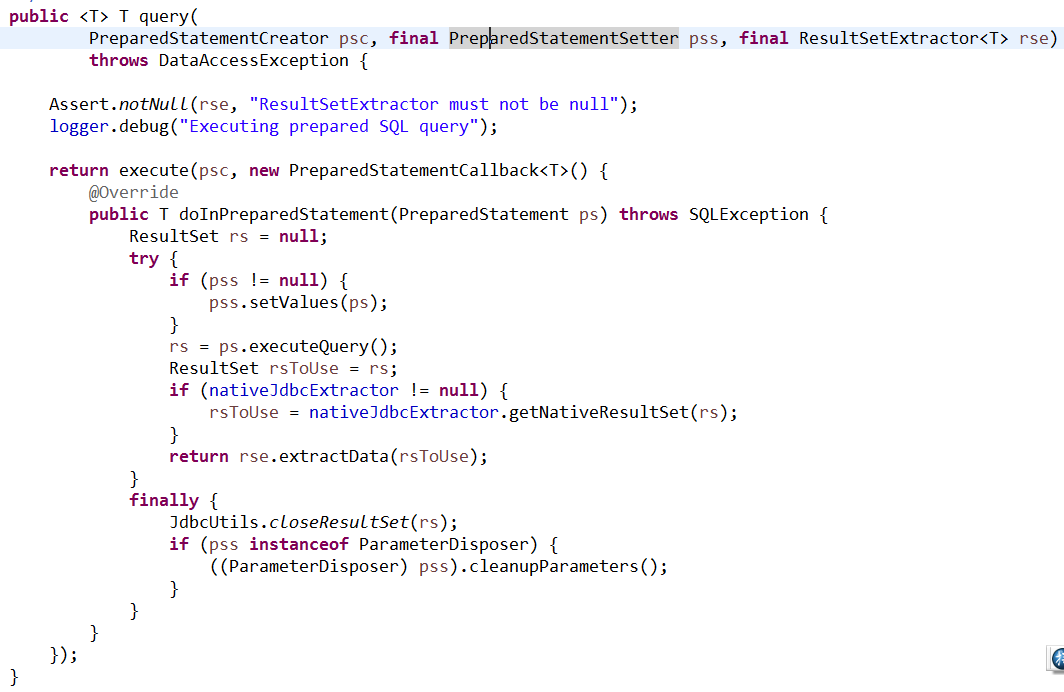 public <T> T query(
        PreparedStatementCreator psc, final PreparedStatementSetter pss, final ResultSetExtractor<T> rse)
        throws DataAccessException {

    Assert.notNull(rse, "ResultSetExtractor must not be null");
    logger.debug("Executing prepared SQL query");

    return execute(psc, new PreparedStatementCallback<T>() {
        @Override
        public T doInPreparedStatement(PreparedStatement ps) throws SQLException {
            ResultSet rs = null;
            try {
                if (pss != null) {
                    pss.setValues(ps);
                }
                rs = ps.executeQuery();
                ResultSet rsToUse = rs;
                if (nativeJdbcExtractor != null) {
                    rsToUse = nativeJdbcExtractor.getNativeResultSet(rs);
                }
                return rse.extractData(rsToUse);
            }
            finally {
                JdbcUtils.closeResultSet(rs);
                if (pss instanceof ParameterDisposer) {
                    ((ParameterDisposer) pss).cleanupParameters();
                }
            }
        }
    });
}